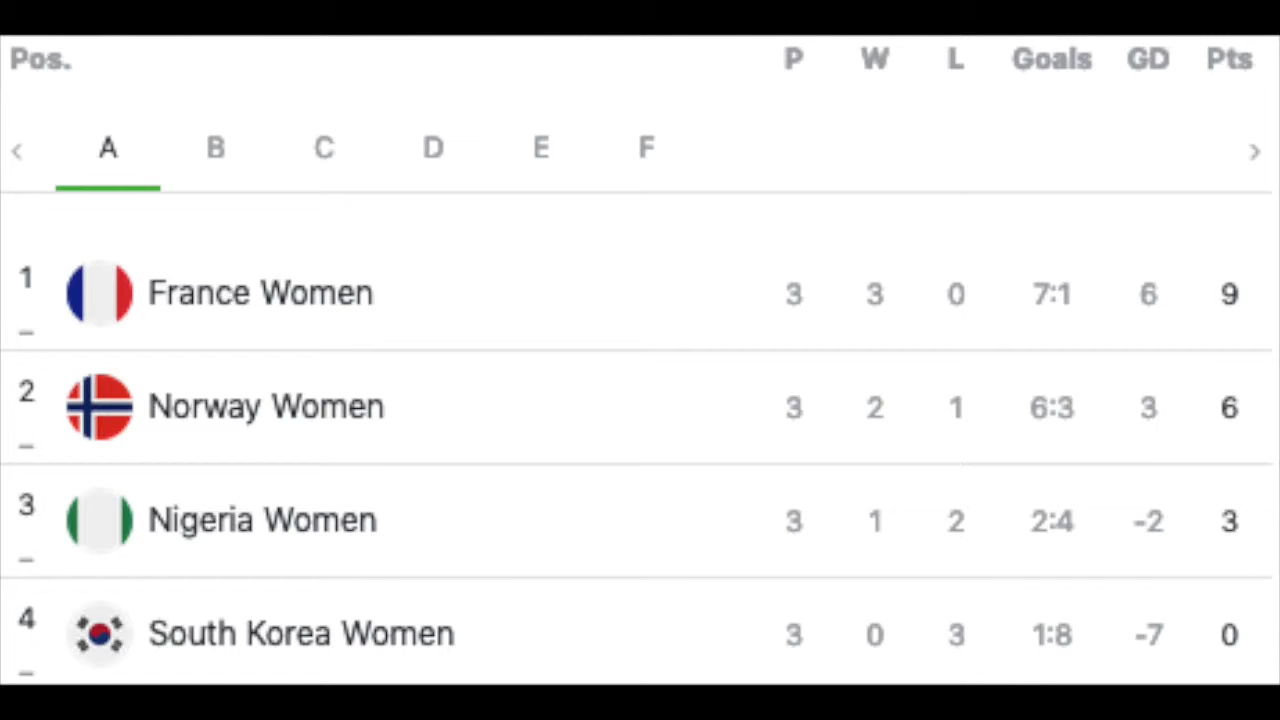 Pos. P W L Goals GD Pts
‹ A B C D E F ›
1 France Women 3 3 0 7:1 6 9
–
2 Norway Women 3 2 1 6:3 3 6
–
3 Nigeria Women 3 1 2 2:4 -2 3
–
4 South Korea Women 3 0 3 1:8 -7 0
–